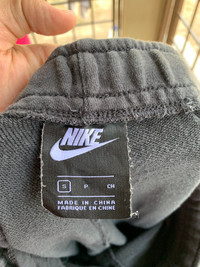 NIKE
S P CH
MADE IN CHINA
FABRIQUÉ EN CHINE